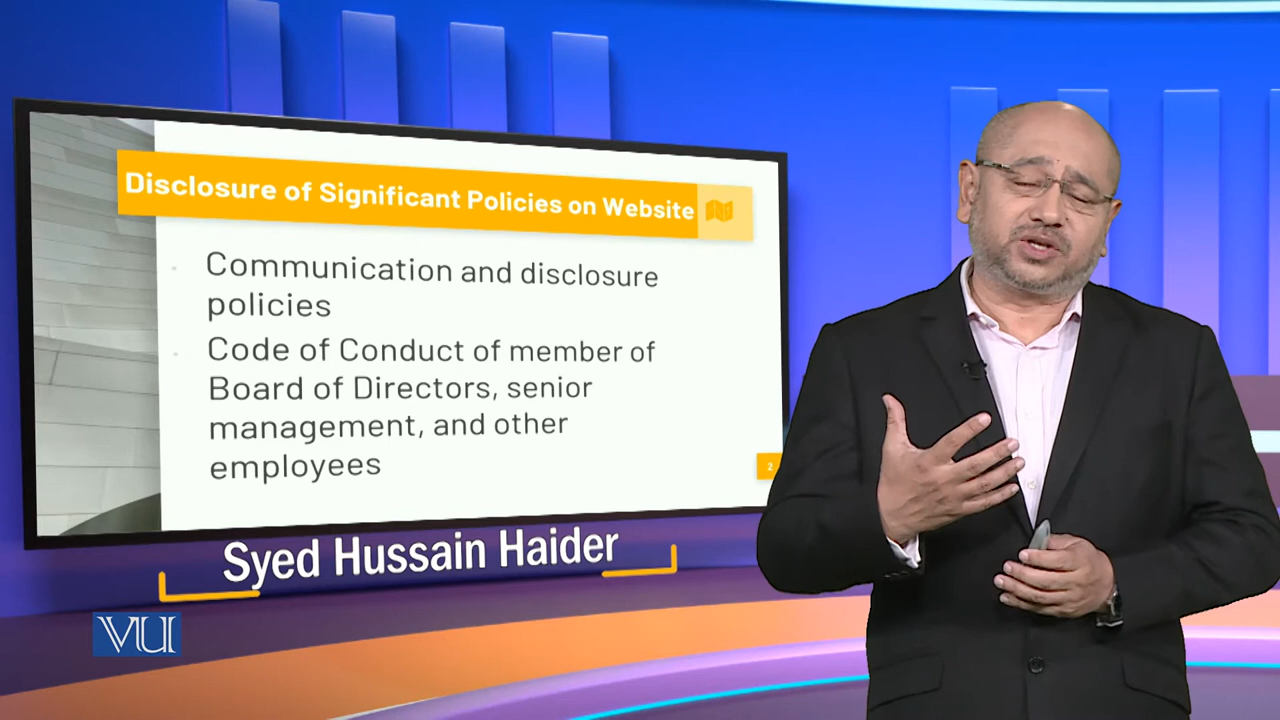 Disclosure of Significant Policies on Website
Communication and disclosure
policies
Code of Conduct of member of
Board of Directors, senior
management, and other
employees
2
Syed Hussain Haider
VU